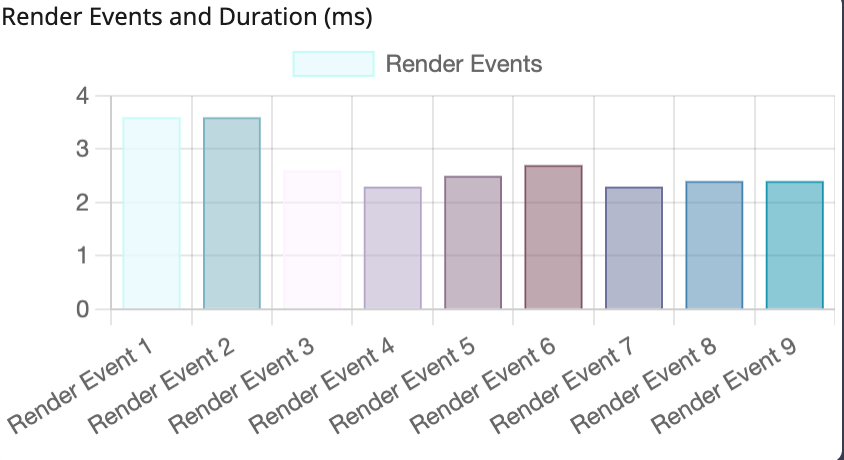 Render Events and Duration (ms)
Render Events
4
3
2
1
0
Render Event 1
Render Event 2
Render Event 3
Render Event 4
Render Event 5
Render Event 6
Render Event 7
Render Event 8
Render Event 9